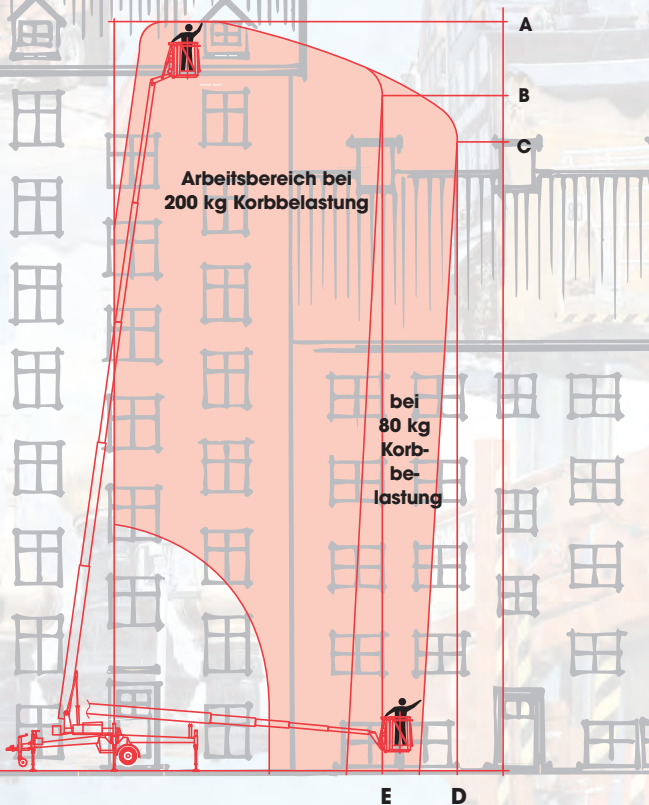 A
B
C
Arbeitsbereich bei
200 kg Korbbelastung
bei
80 kg
Korb-
be-
lastung
E D